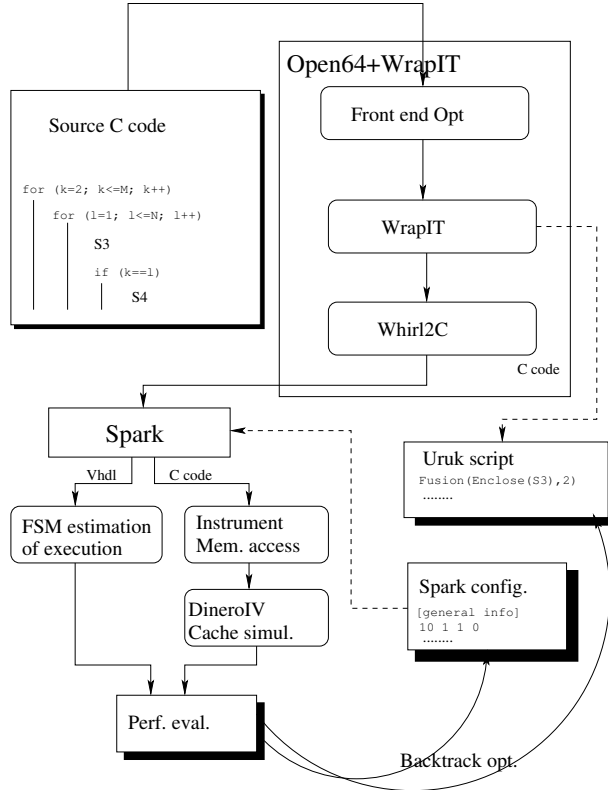 Open64+WrapIT
Source C code
Front end Opt
for (k=2; k<=M; k++)
for (l=1; l<=N; l++)
S3
if (k==l)
S4
WrapIT
Whirl2C
C code
Spark
Vhdl
C code
Uruk script
Fusion(Enclose(S3),2)
........
FSM estimation
of execution
Instrument
Mem. access
Spark config.
[general info]
10 1 1 0
........
DineroIV
Cache simul.
Perf. eval.
Backtrack opt.